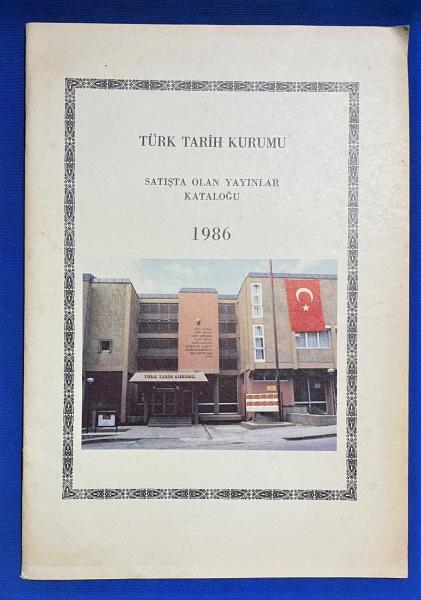 TÜRK TARİH KURUMU
SATIŞTA OLAN YAYINLAR
KATALOĞU
1986
TÜRK TARİH KURUMU